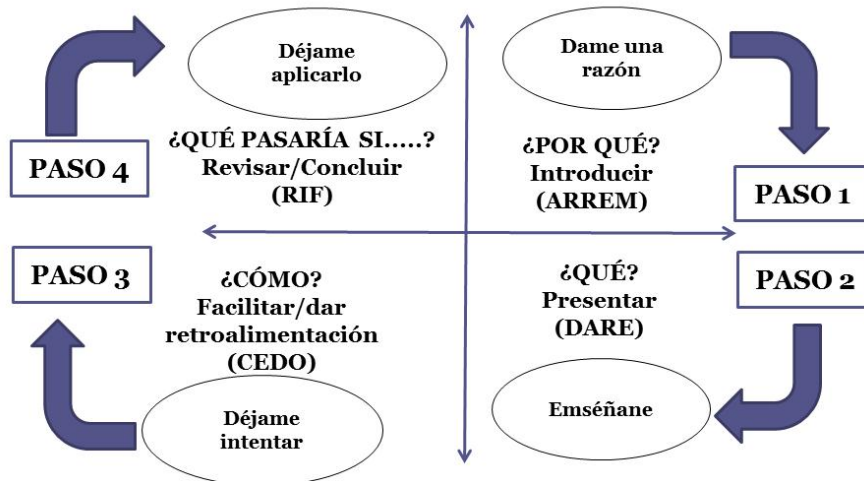 Dame una
razón
¿POR QUÉ?
Introducir
(ARREM)
PASO 1
PASO 2
¿QUÉ?
Presentar
(DARE)
Emséñane
PASO 3
¿CÓMO?
Facilitar/dar
retroalimentación
(CEDO)
Déjame
intentar
PASO 4
Déjame
aplicarlo
¿QUÉ PASARÍA SI.....?
Revisar/Concluir
(RIF)